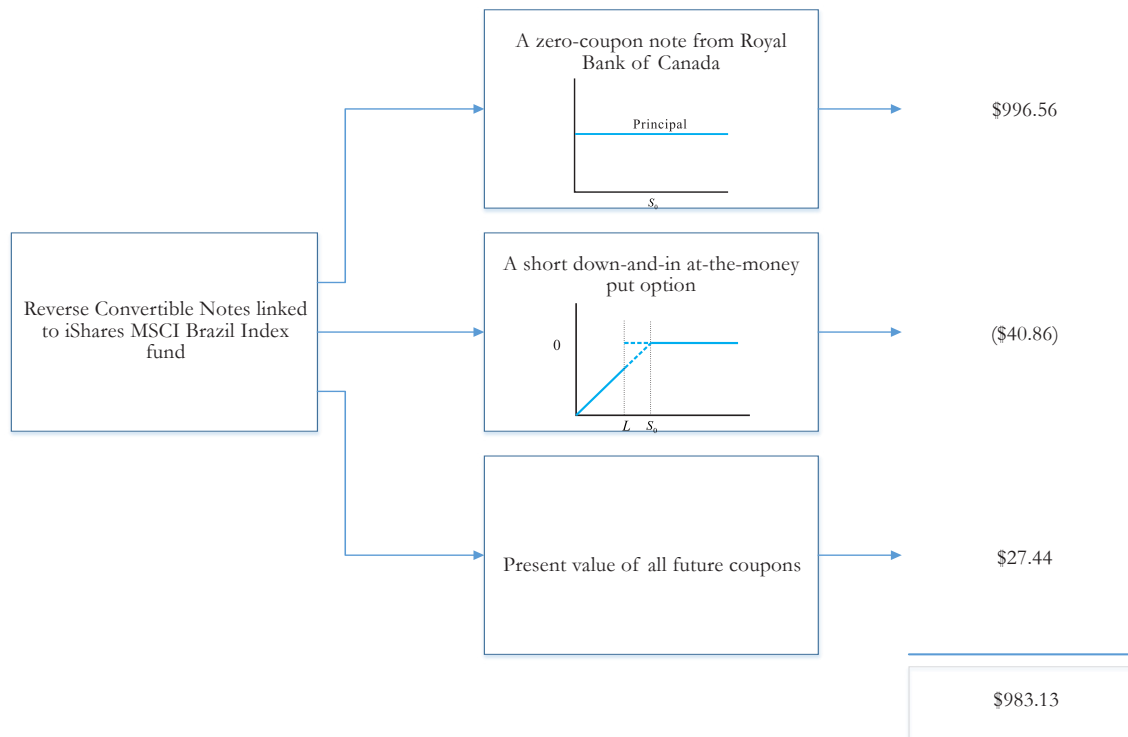 A zero-coupon note from Royal
Bank of Canada
Principal
S₀
$996.56
Reverse Convertible Notes linked
to iShares MSCI Brazil Index
fund
A short down-and-in at-the-money
put option
0
L S₀
($40.86)
Present value of all future coupons
$27.44
$983.13